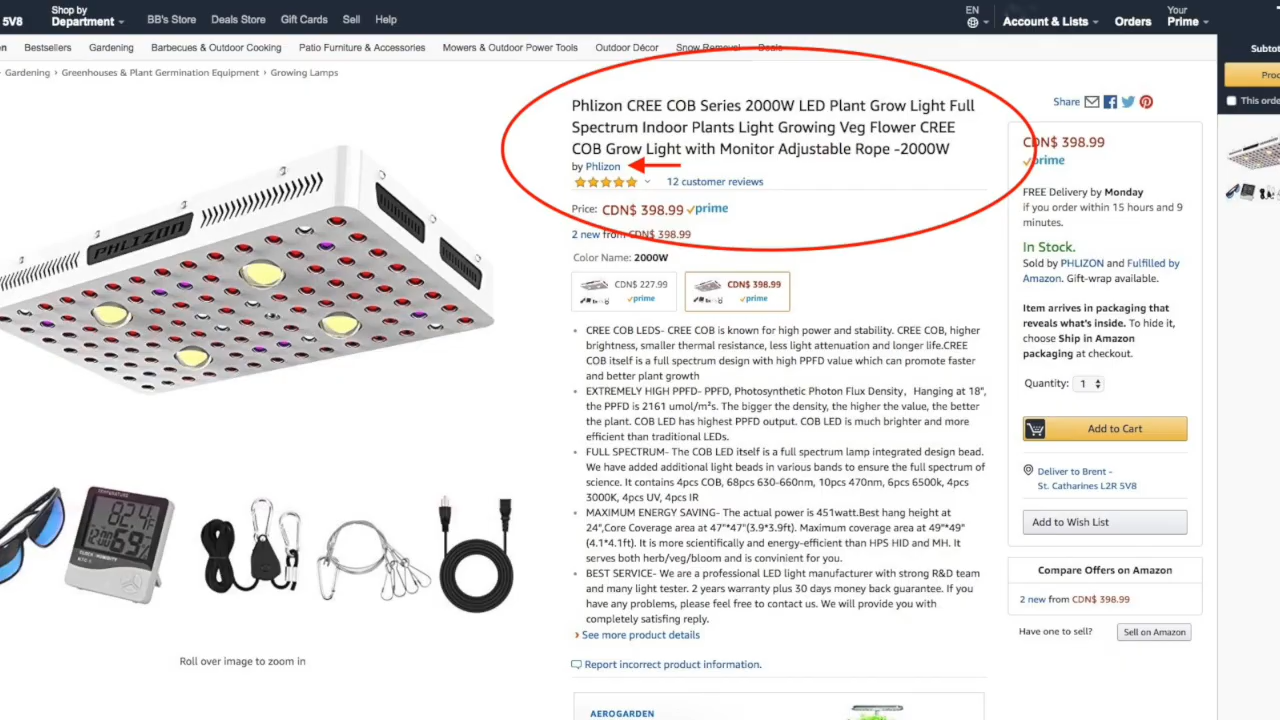 Shop by
5V8 Department BB's Store Deals Store Gift Cards Sell Help EN Account & Lists Orders Your Prime
Bestsellers Gardening Barbecues & Outdoor Cooking Patio Furniture & Accessories Mowers & Outdoor Power Tools Outdoor Décor Snow Removal Deals
Gardening › Greenhouses & Plant Germination Equipment › Growing Lamps
Phlizon CREE COB Series 2000W LED Plant Grow Light Full
Spectrum Indoor Plants Light Growing Veg Flower CREE
COB Grow Light with Monitor Adjustable Rope -2000W
by Phlizon
12 customer reviews
Price: CDN$ 398.99 prime
2 new from CDN$ 398.99
Color Name: 2000W
CDN$ 227.99
prime
CDN$ 398.99
prime
• CREE COB LEDS- CREE COB is known for high power and stability. CREE COB, higher
brightness, smaller thermal resistance, less light attenuation and longer life.CREE
COB itself is a full spectrum design with high PPFD value which can promote faster
and better plant growth
• EXTREMELY HIGH PPFD- PPFD, Photosynthetic Photon Flux Density，Hanging at 18",
the PPFD is 2161 umol/m²s. The bigger the density, the higher the value, the better
the plant. COB LED has highest PPFD output. COB LED is much brighter and more
efficient than traditional LEDs.
• FULL SPECTRUM- The COB LED itself is a full spectrum lamp integrated design bead.
We have added additional light beads in various bands to ensure the full spectrum of
science. It contains 4pcs COB, 68pcs 630-660nm, 10pcs 470nm, 6pcs 6500k, 4pcs
3000K, 4pcs UV, 4pcs IR
• MAXIMUM ENERGY SAVING- The actual power is 451watt.Best hang height at
24",Core Coverage area at 47"*47"(3.9*3.9ft). Maximum coverage area at 49"*49"
(4.1*4.1ft). It is more scientifically and energy-efficient than HPS HID and MH. It
serves both herb/veg/bloom and is convinient for you.
• BEST SERVICE- We are a professional LED light manufacturer with strong R&D team
and many light tester. 2 years warranty plus 30 days money back guarantee. If you
have any problems, please feel free to contact us. We will provide you with
completely satisfing reply.
› See more product details
Report incorrect product information.
AEROGARDEN
PHLIZON
TEMPERATURE
82.4
69%
Roll over image to zoom in
Share
CDN$ 398.99
prime
FREE Delivery by Monday
if you order within 15 hours and 9
minutes.
In Stock.
Sold by PHLIZON and Fulfilled by
Amazon. Gift-wrap available.
Item arrives in packaging that
reveals what's inside. To hide it,
choose Ship in Amazon
packaging at checkout.
Quantity: 1
Add to Cart
Deliver to Brent -
St. Catharines L2R 5V8
Add to Wish List
Compare Offers on Amazon
2 new from CDN$ 398.99
Have one to sell? Sell on Amazon